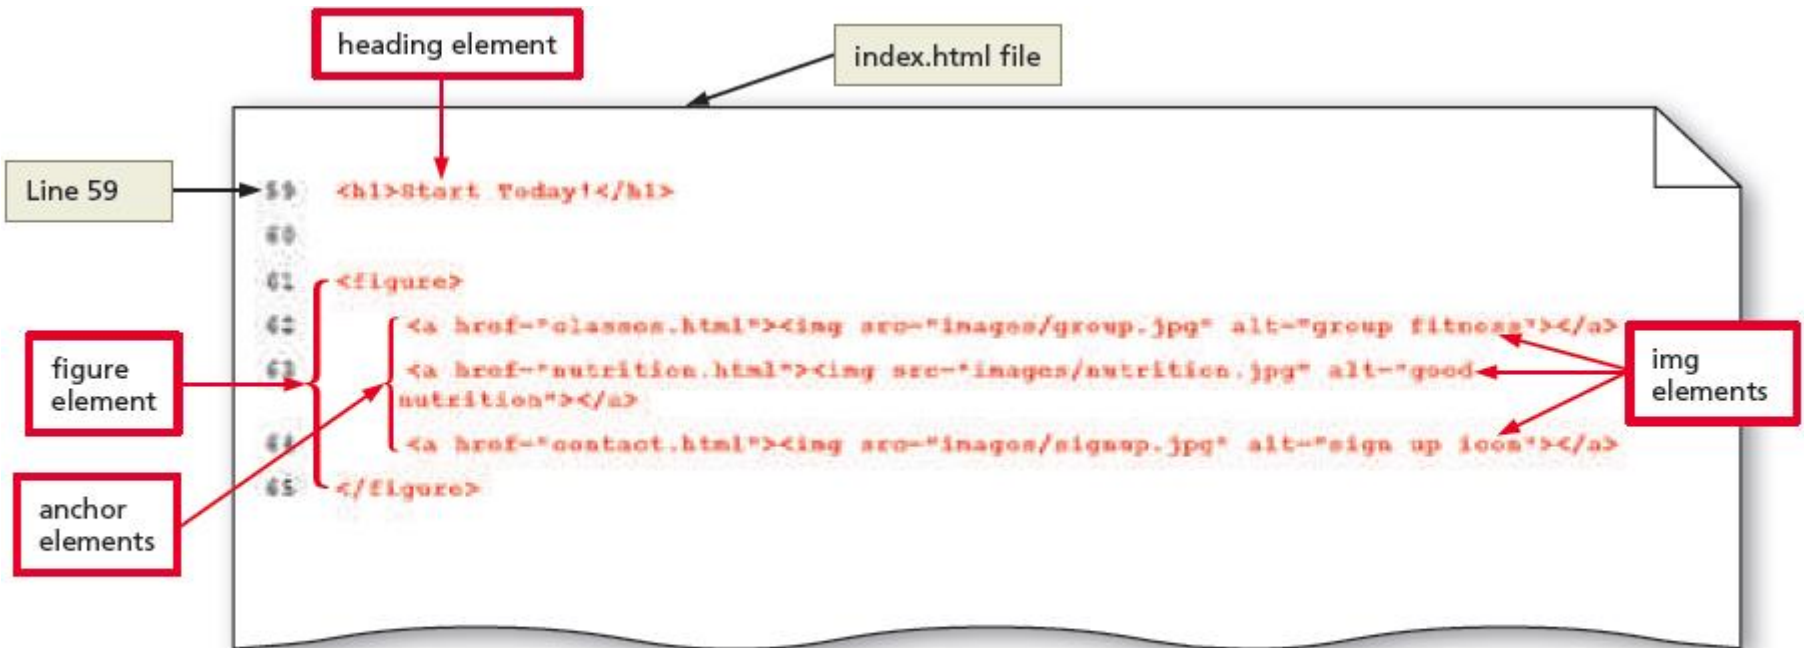 heading element
index.html file
Line 59
59 <h1>Start Today!</h1>
60
61 <figure>
62 <a href="classes.html"><img src="images/group.jpg" alt="group fitness"></a>
63 <a href="nutrition.html"><img src="images/nutrition.jpg" alt="good
nutrition"></a>
64 <a href="contact.html"><img src="images/signup.jpg" alt="sign up icon"></a>
65 </figure>
figure
element
anchor
elements
img
elements